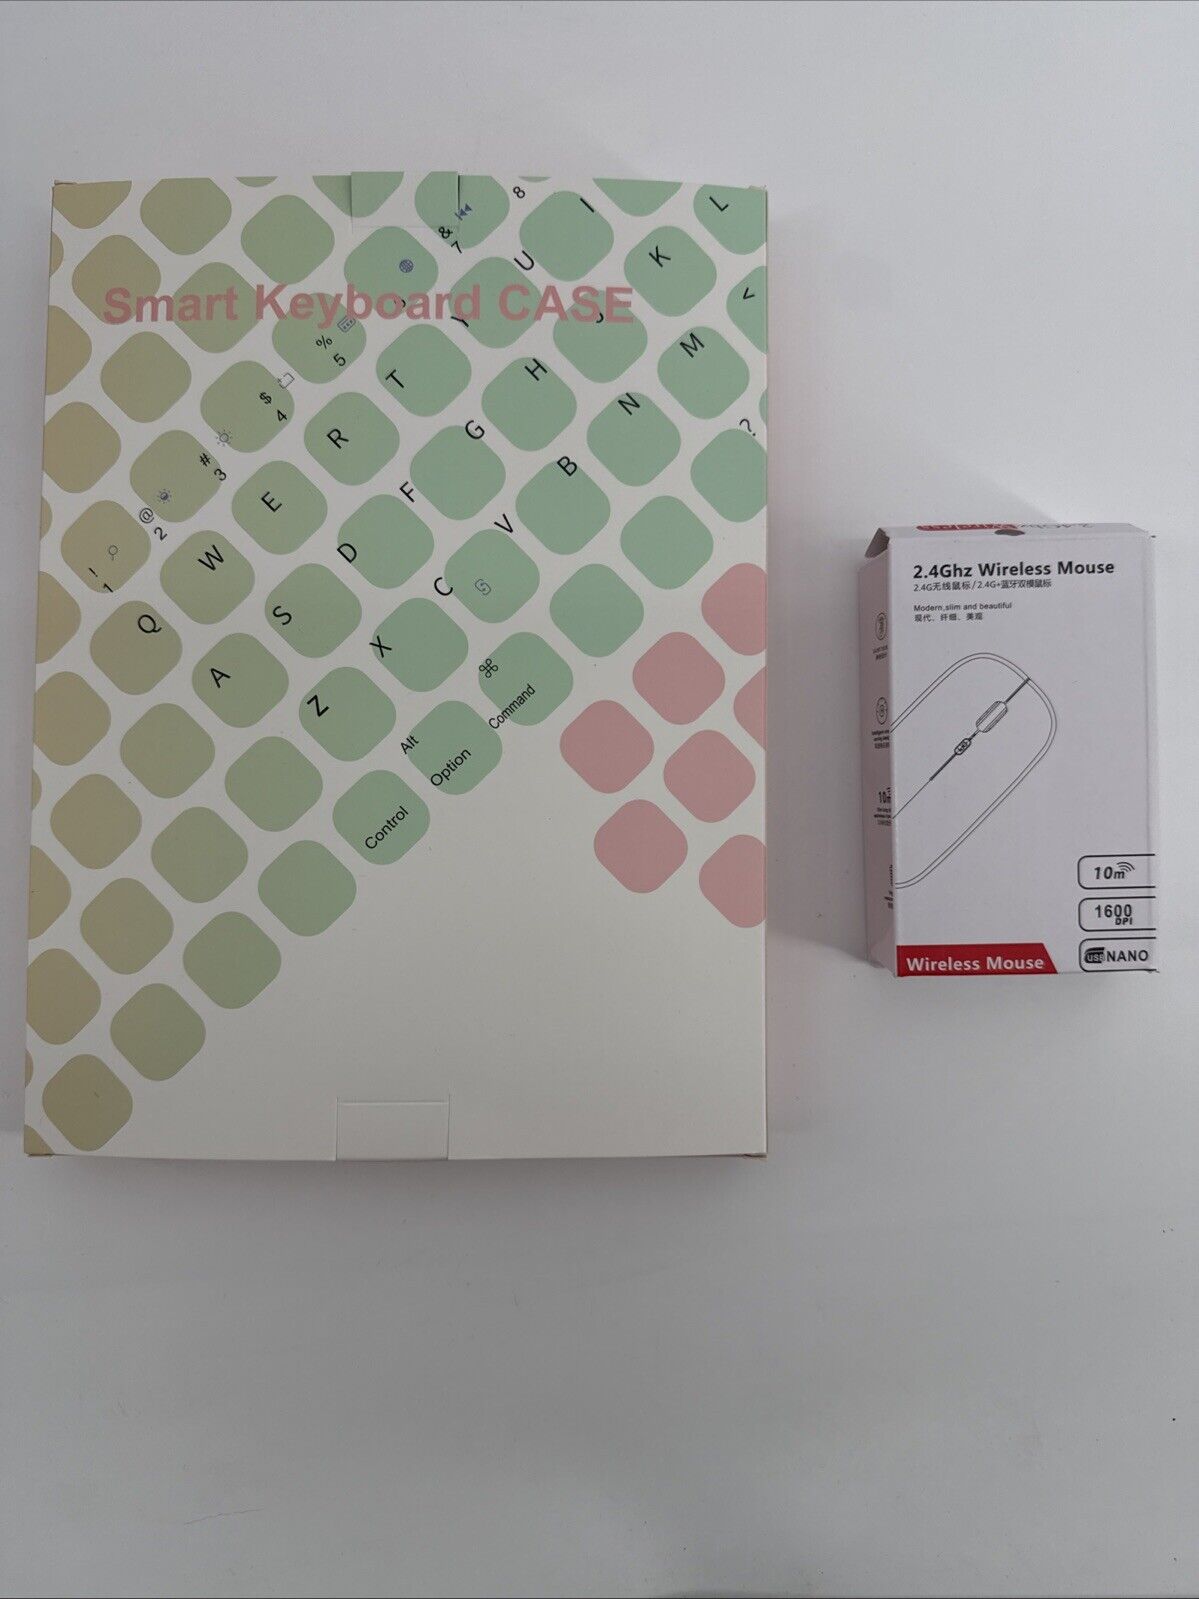 Smart Keyboard CASE
8
& 7
I
L
U
K
<
Y
J
% 5
T
H
M
$ 4
R
G
N
?
# 3
E
F
B
@ 2
W
D
V
! 1
Q
S
C
A
X
Z
Alt
Option
⌘
Command
Control
2.4Ghz Wireless Mouse
2.4G无线鼠标/2.4G+蓝牙双模鼠标
Modern,slim and beautiful
现代、纤细、美观
10m
10m
1600
DPI
USB NANO
Wireless Mouse